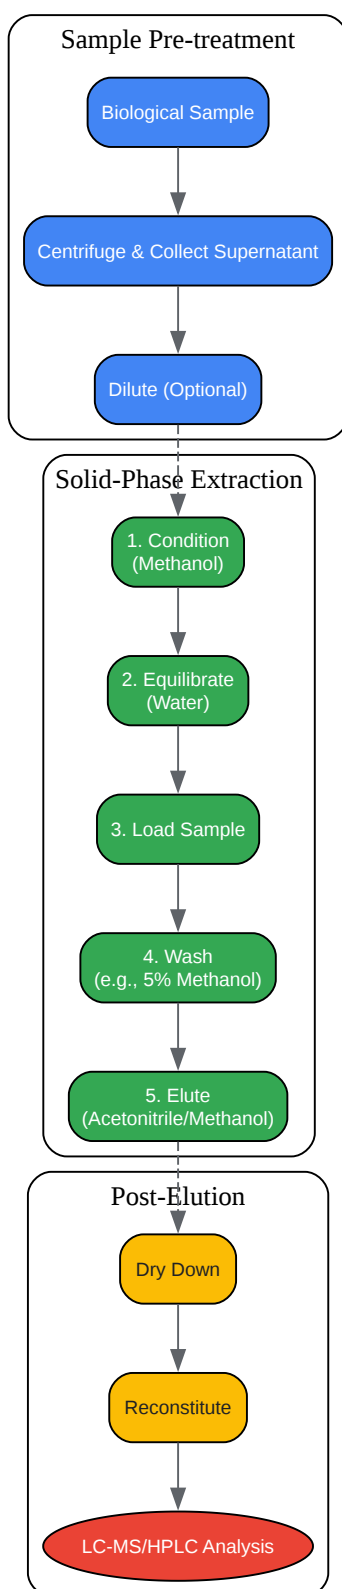 Sample Pre-treatment
Biological Sample
Centrifuge & Collect Supernatant
Dilute (Optional)
Solid-Phase Extraction
1. Condition
(Methanol)
2. Equilibrate
(Water)
3. Load Sample
4. Wash
(e.g., 5% Methanol)
5. Elute
(Acetonitrile/Methanol)
Post-Elution
Dry Down
Reconstitute
LC-MS/HPLC Analysis